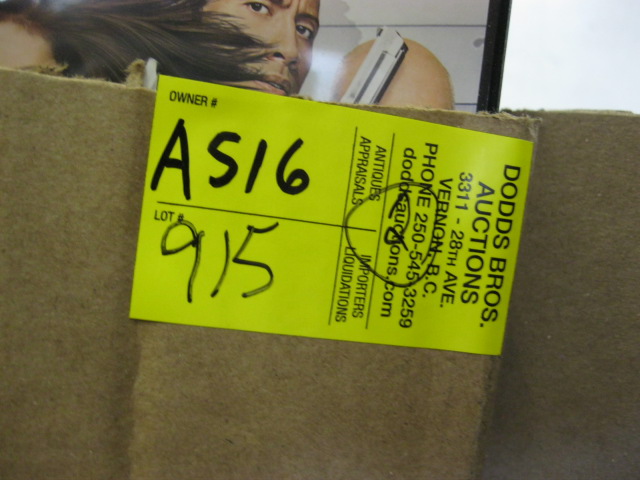 OWNER #
A516
LOT #
915
DODDS BROS.
AUCTIONS
3311 - 28TH AVE.
VERNON, B.C.
PHONE 250-545-3259
doddsauctions.com
ANTIQUES IMPORTERS
APPRAISALS LIQUIDATIONS